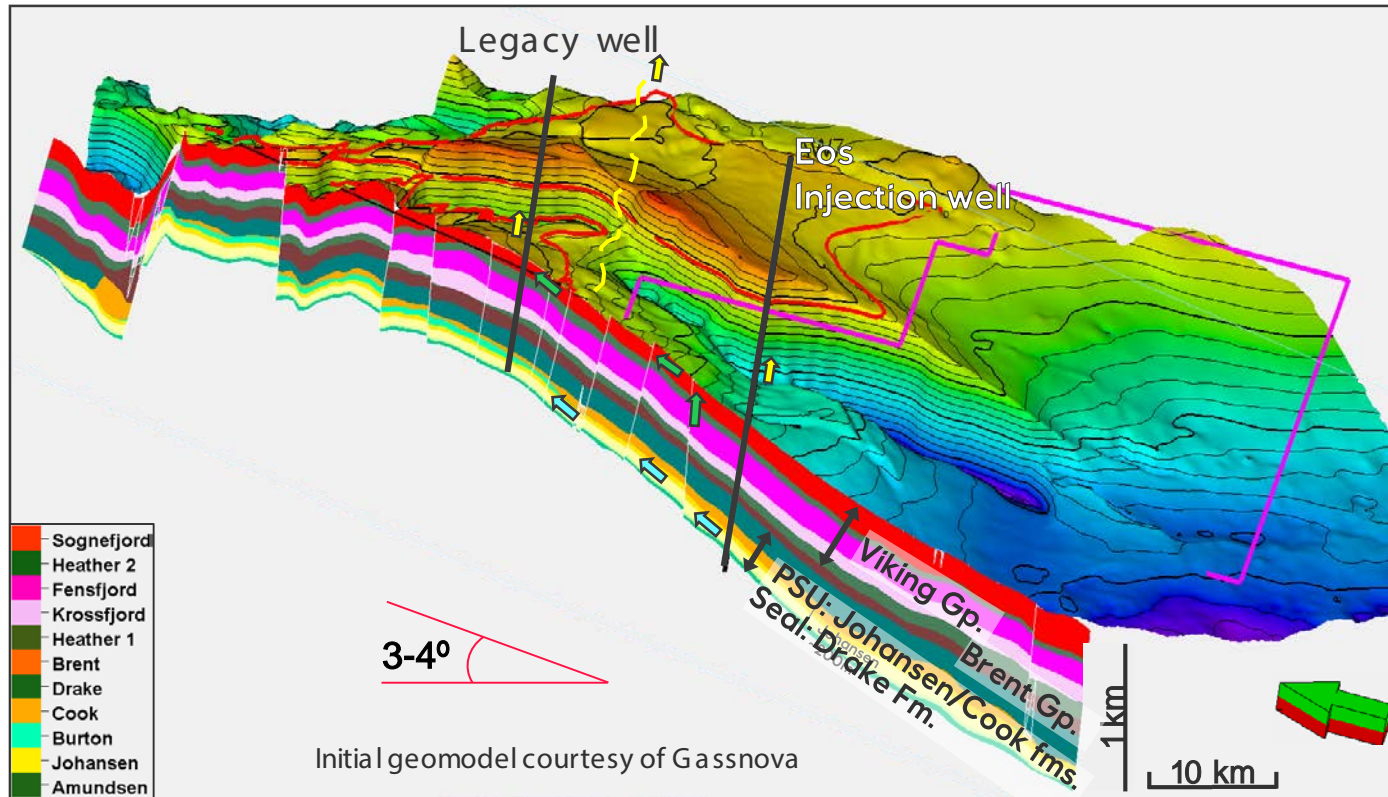 Legacy well
Eos
Injection well
Viking Gp.
Brent Gp.
PSU: Johansen/Cook fms.
Seal: Drake Fm.
3-4º
Initial geomodel courtesy of Gassnova
1 km
10 km
Sognefjord
Heather 2
Fensfjord
Krossfjord
Heather 1
Brent
Drake
Cook
Burton
Johansen
Amundsen